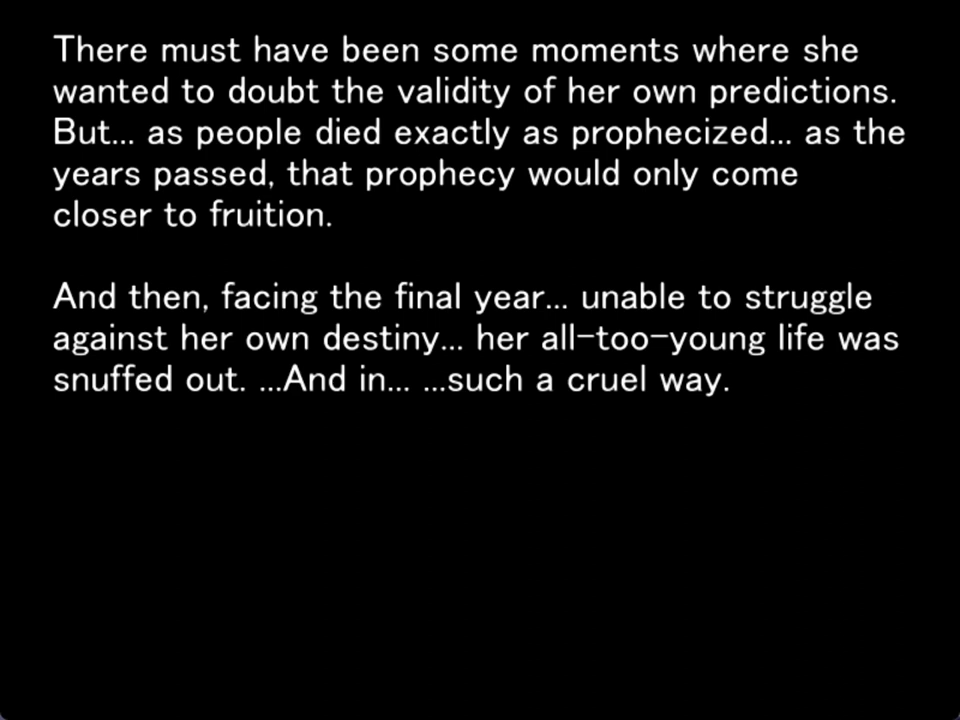 There must have been some moments where she
wanted to doubt the validity of her own predictions.
But... as people died exactly as prophecized... as the
years passed, that prophecy would only come
closer to fruition.
And then, facing the final year... unable to struggle
against her own destiny... her all-too-young life was
snuffed out. ...And in... ...such a cruel way.